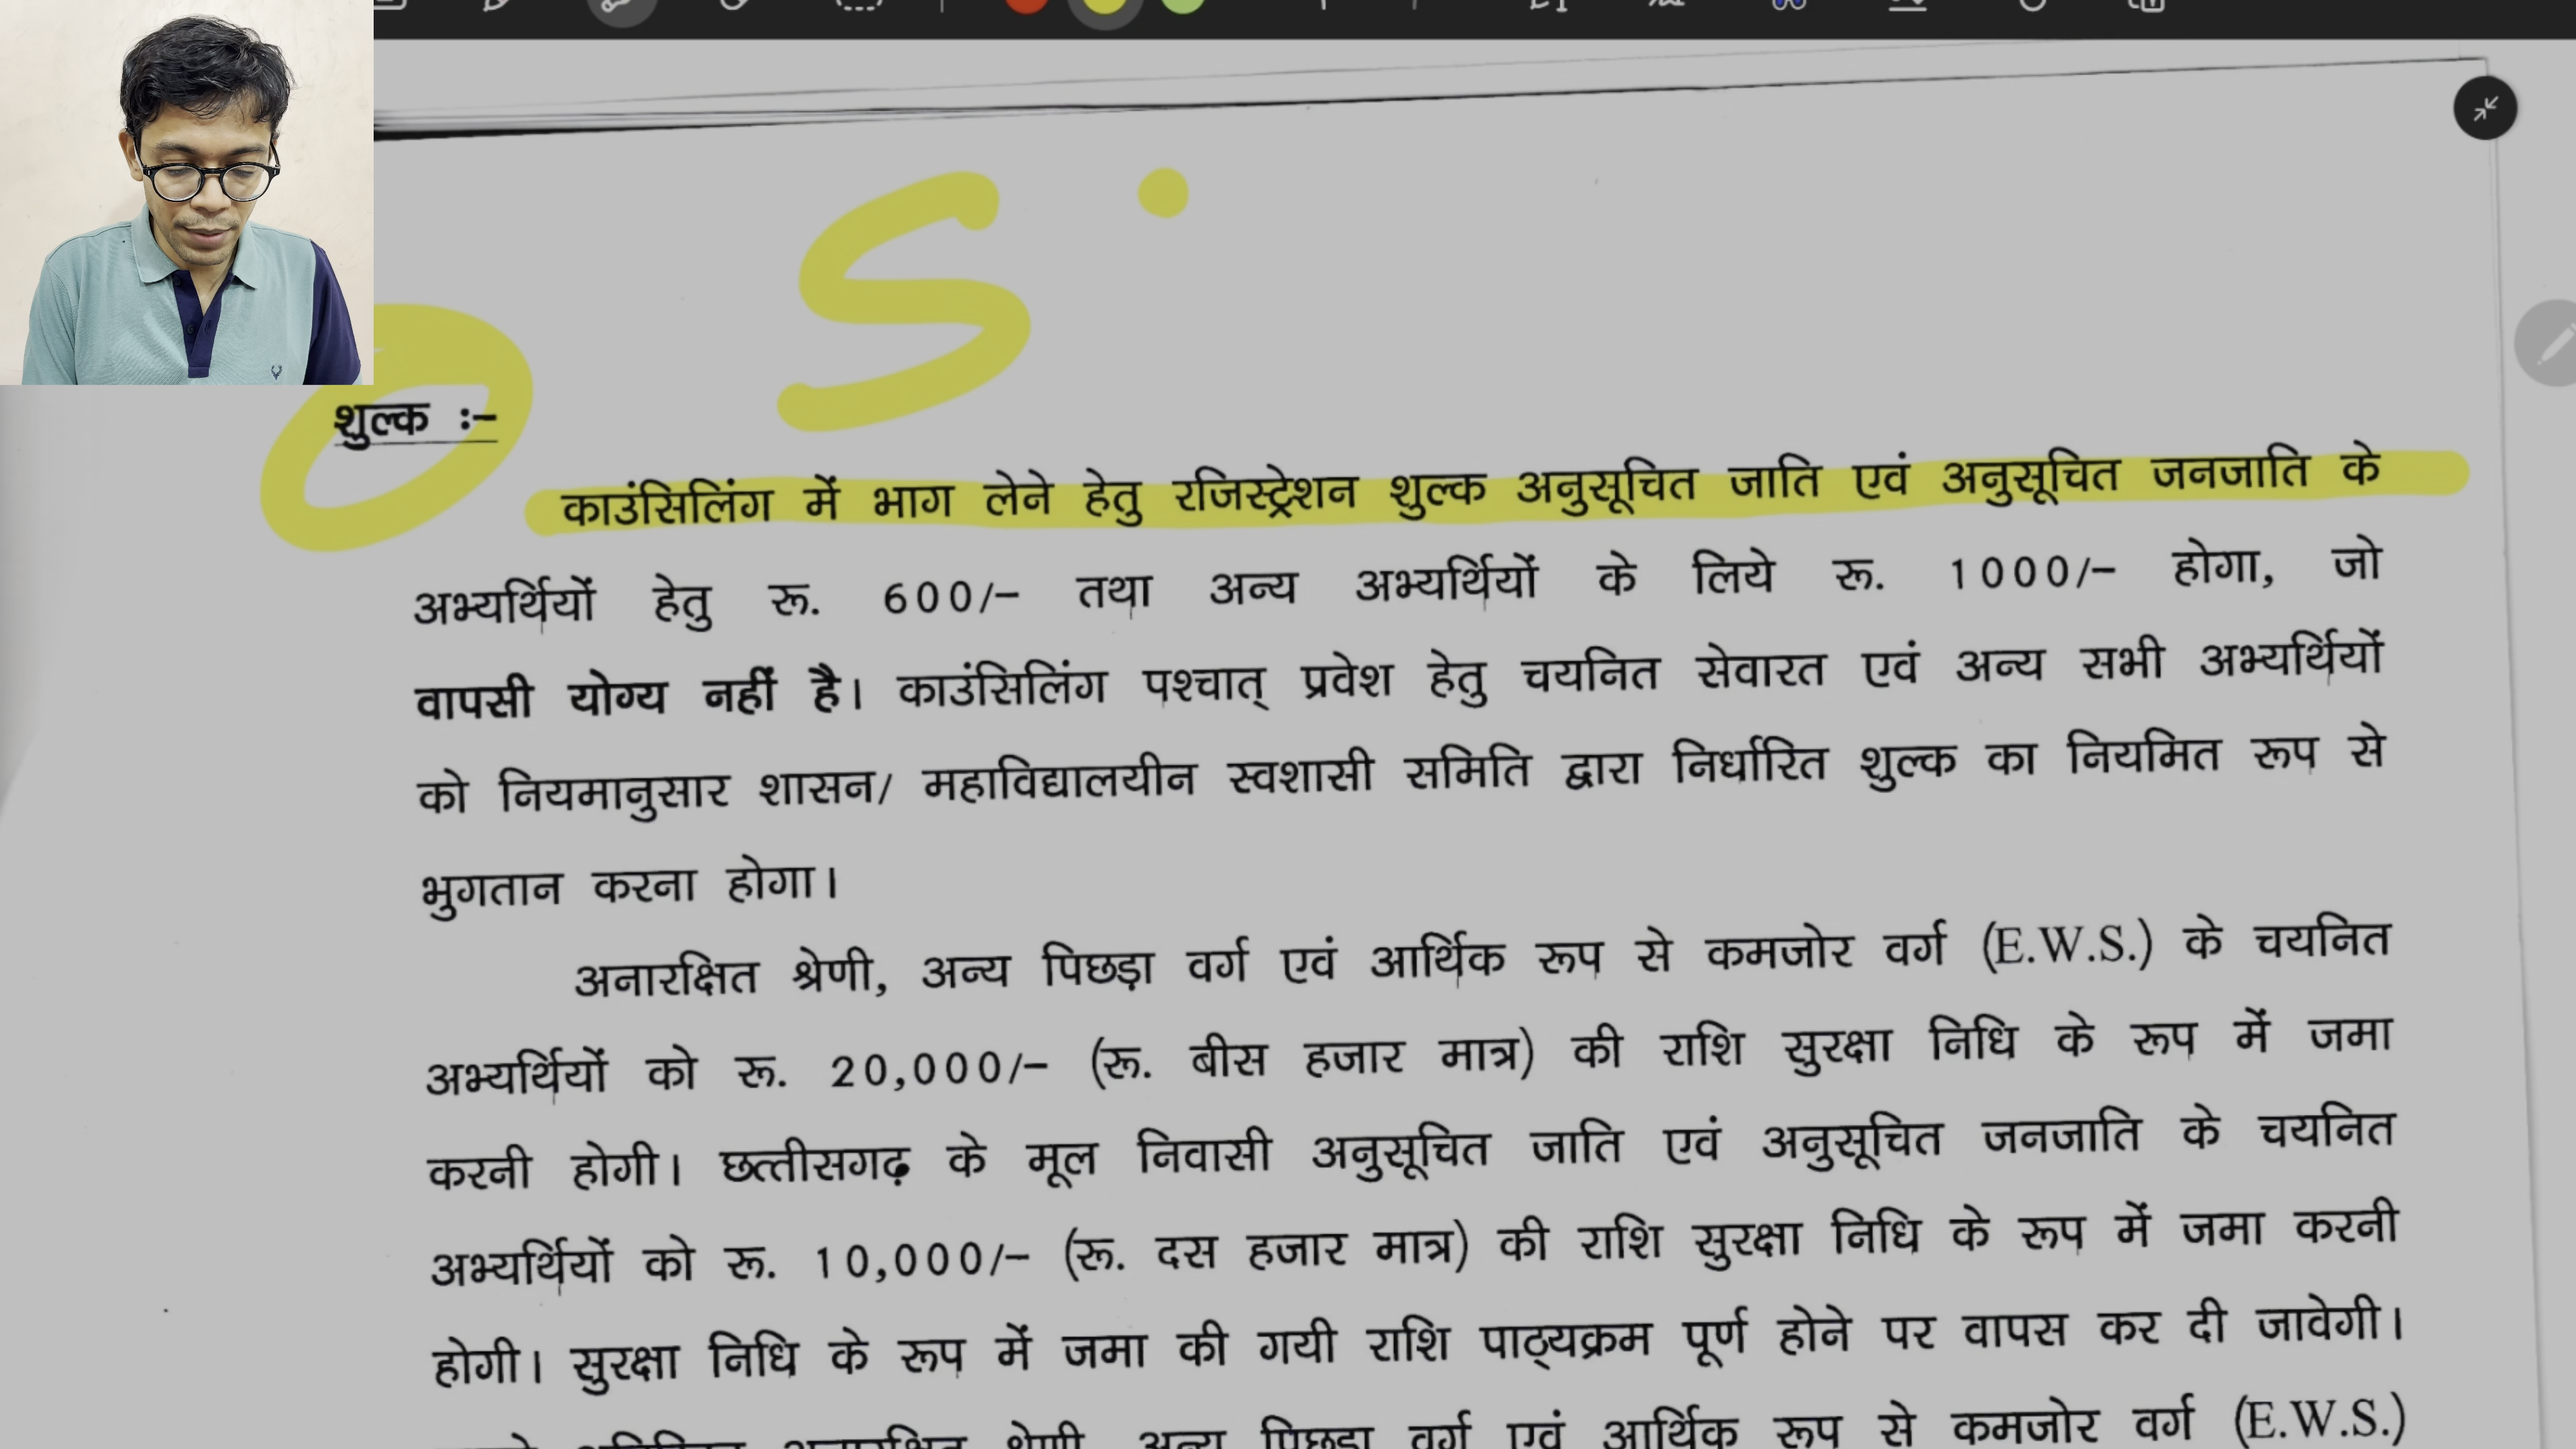 S
शुल्क :–
काउंसिलिंग में भाग लेने हेतु रजिस्ट्रेशन शुल्क अनुसूचित जाति एवं अनुसूचित जनजाति के
अभ्यर्थियों हेतु रू. 600/– तथा अन्य अभ्यर्थियों के लिये रू. 1000/– होगा, जो
वापसी योग्य नहीं है। काउंसिलिंग पश्चात् प्रवेश हेतु चयनित सेवारत एवं अन्य सभी अभ्यर्थियों
को नियमानुसार शासन/ महाविद्यालयीन स्वशासी समिति द्वारा निर्धारित शुल्क का नियमित रूप से
भुगतान करना होगा।
अनारक्षित श्रेणी, अन्य पिछड़ा वर्ग एवं आर्थिक रूप से कमजोर वर्ग (E.W.S.) के चयनित
अभ्यर्थियों को रू. 20,000/– (रू. बीस हजार मात्र) की राशि सुरक्षा निधि के रूप में जमा
करनी होगी। छत्तीसगढ़ के मूल निवासी अनुसूचित जाति एवं अनुसूचित जनजाति के चयनित
अभ्यर्थियों को रू. 10,000/– (रू. दस हजार मात्र) की राशि सुरक्षा निधि के रूप में जमा करनी
होगी। सुरक्षा निधि के रूप में जमा की गयी राशि पाठ्यक्रम पूर्ण होने पर वापस कर दी जावेगी।
श्रेणी, अन्य पिछड़ा वर्ग एवं आर्थिक रूप से कमजोर वर्ग (E.W.S.)